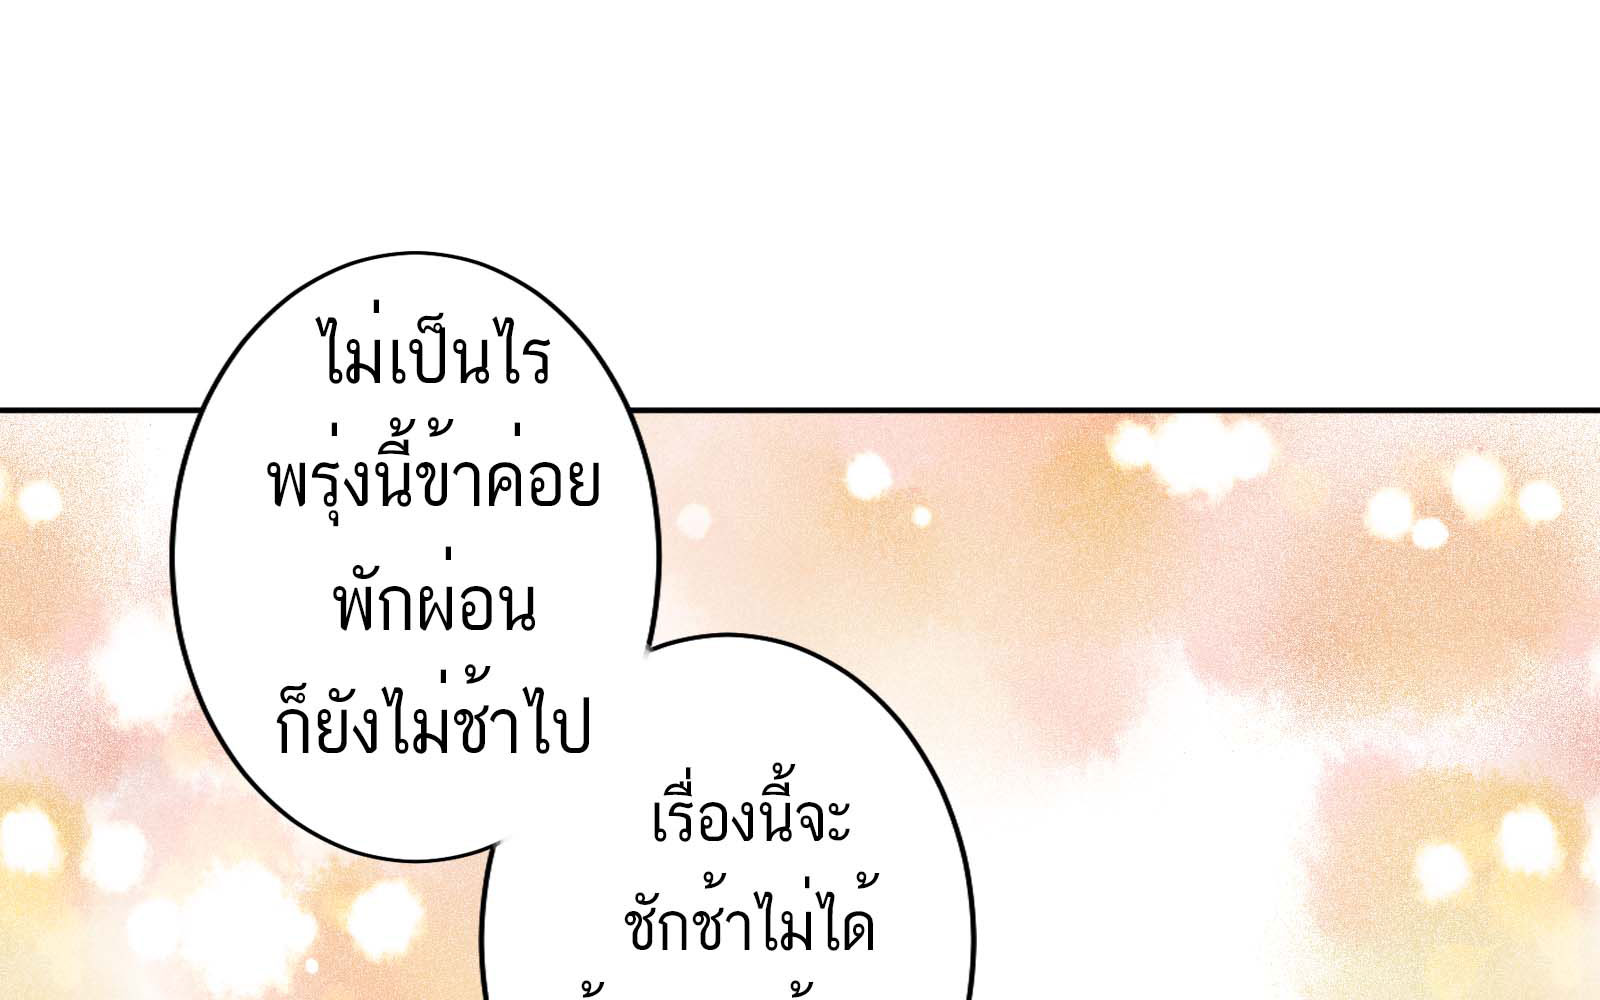 ไม่เป็นไร
พรุ่งนี้ข้าค่อย
พักผ่อน
ก็ยังไม่ช้าไป
เรื่องนี้จะ
ชักช้าไม่ได้